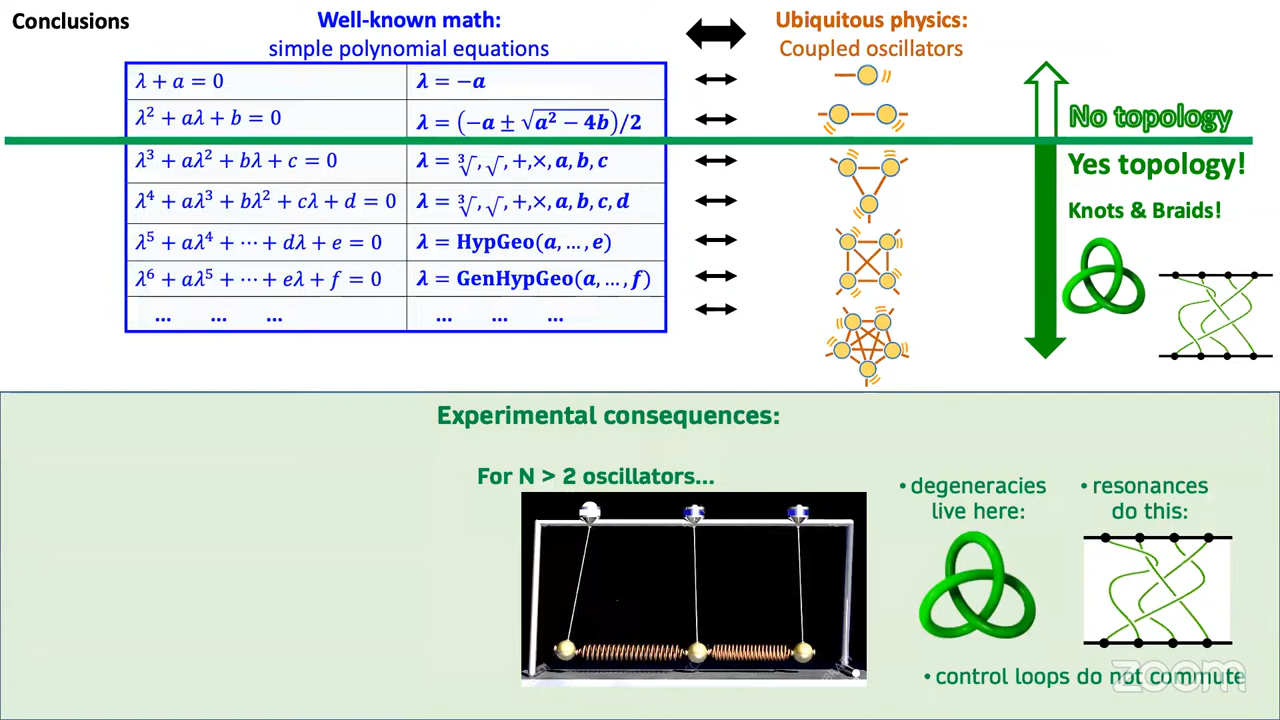 Conclusions
Well-known math:
simple polynomial equations
Ubiquitous physics:
Coupled oscillators
λ + a = 0
λ = −a
λ² + aλ + b = 0
λ = (−a ± √(a² − 4b))/2
No topology
λ³ + aλ² + bλ + c = 0
λ = ∛, √, +,×, a, b, c
Yes topology!
λ⁴ + aλ³ + bλ² + cλ + d = 0
λ = ∛, √, +,×, a, b, c, d
Knots & Braids!
λ⁵ + aλ⁴ + ⋯ + dλ + e = 0
λ = HypGeo(a, … , e)
λ⁶ + aλ⁵ + ⋯ + eλ + f = 0
λ = GenHypGeo(a, … , f)
... ... ...
... ... ...
Experimental consequences:
For N > 2 oscillators...
• degeneracies
live here:
• resonances
do this:
• control loops do not commute
zoom